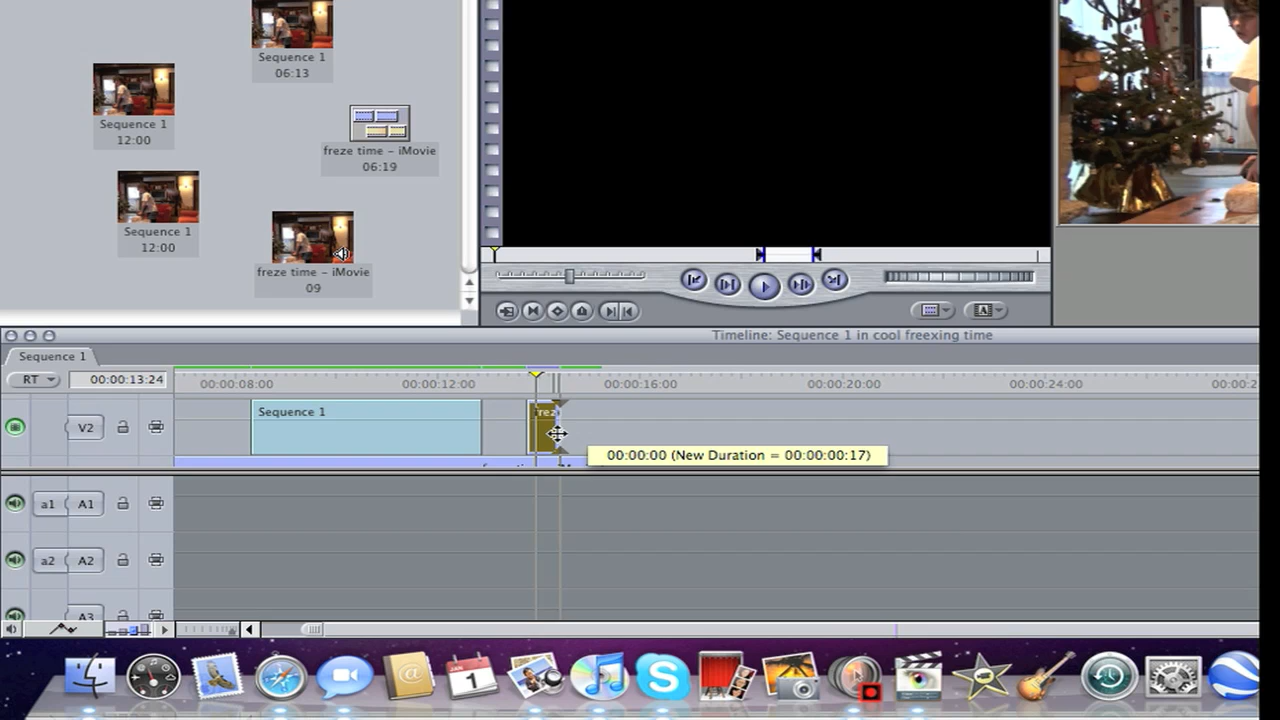 Sequence 1
06:13
Sequence 1
12:00
freze time – iMovie
06:19
Sequence 1
12:00
freze time – iMovie
09
Timeline: Sequence 1 in cool freexing time
Sequence 1
RT
00:00:13:24
00:00:08:00
00:00:12:00
00:00:16:00
00:00:20:00
00:00:24:00
V2
Sequence 1
00:00:00 (New Duration = 00:00:00:17)
a1
A1
a2
A2
A3
JAN
1